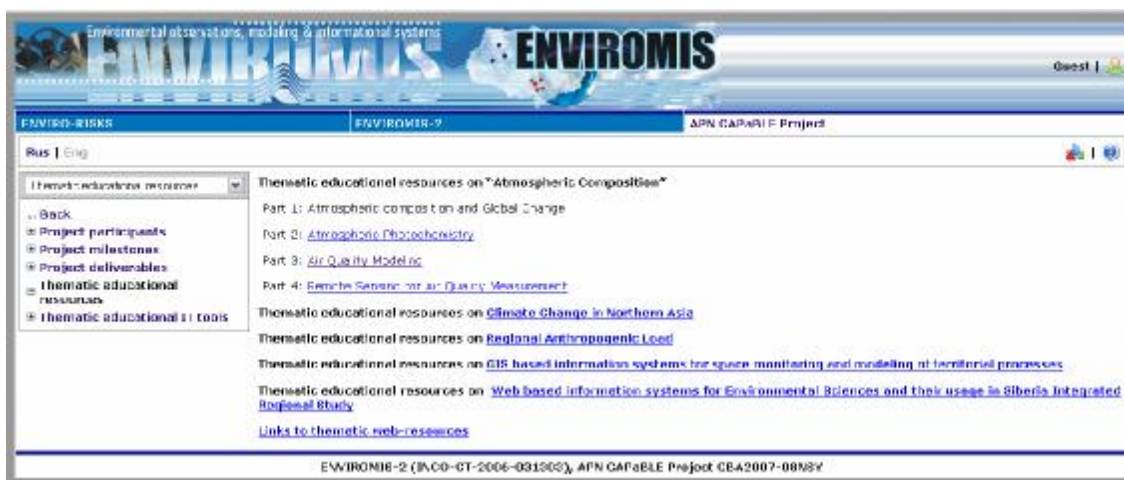 Environmental observations, modeling & informational systems
ENVIROMIS
ENVIROMIS
Guest |
ENVIRO-RISKS
ENVIROMIS-2
APN CAPaBLE Project
Rus | Eng
Thematic educational resources
.. Back
Project participants
Project milestones
Project deliverables
Thematic educational
resources
Thematic educational IT tools
Thematic educational resources on "Atmospheric Composition"
Part 1: Atmospheric composition and Global Change
Part 2: Atmospheric Photochemistry
Part 3: Air Quality Modeling
Part 4: Remote Sensing for Air Quality Measurement
Thematic educational resources on Climate Change in Northern Asia
Thematic educational resources on Regional Anthropogenic Load
Thematic educational resources on GIS based information systems for space monitoring and modeling of territorial processes
Thematic educational resources on Web based information systems for Environmental Sciences and their usage in Siberia Integrated
Regional Study
Links to thematic web-resources
ENVIROMIS-2 (INCO-CT-2006-031303), APN CAPaBLE Project